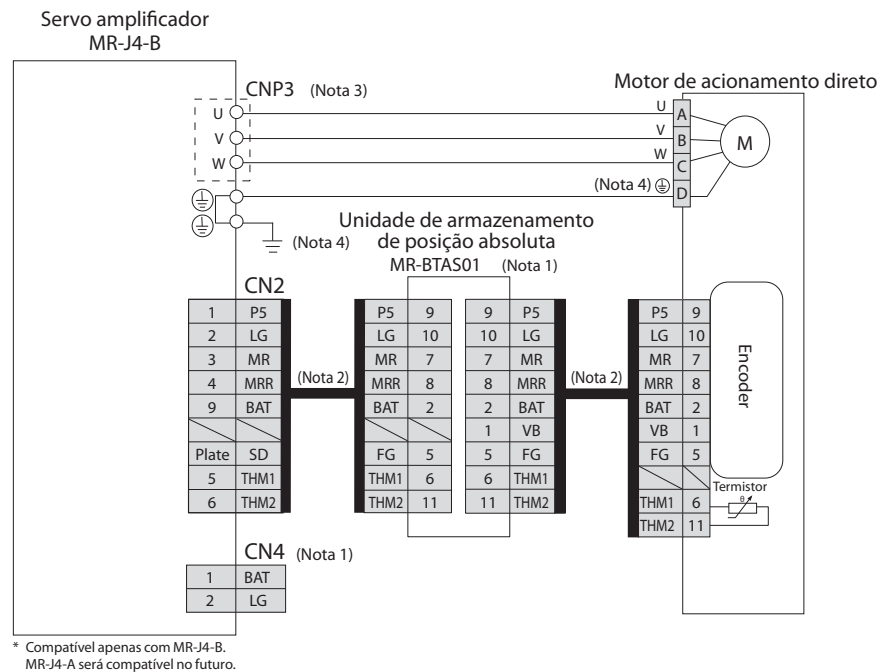 Servo amplificador
MR-J4-B
CNP3 (Nota 3)
Motor de acionamento direto
U U A
V V B M
W W C
(Nota 4) D
(Nota 4)
Unidade de armazenamento
de posição absoluta
MR-BTAS01 (Nota 1)
CN2
1 P5 P5 9 9 P5 P5 9
2 LG LG 10 10 LG LG 10
3 MR MR 7 7 MR MR 7
4 MRR (Nota 2) MRR 8 8 MRR (Nota 2) MRR 8
9 BAT BAT 2 2 BAT BAT 2
1 VB VB 1
Plate SD FG 5 5 FG FG 5
5 THM1 THM1 6 6 THM1
6 THM2 THM2 11 11 THM2
Encoder
Termistor
θ
THM1 6
THM2 11
CN4 (Nota 1)
1 BAT
2 LG
* Compatível apenas com MR-J4-B.
MR-J4-A será compatível no futuro.